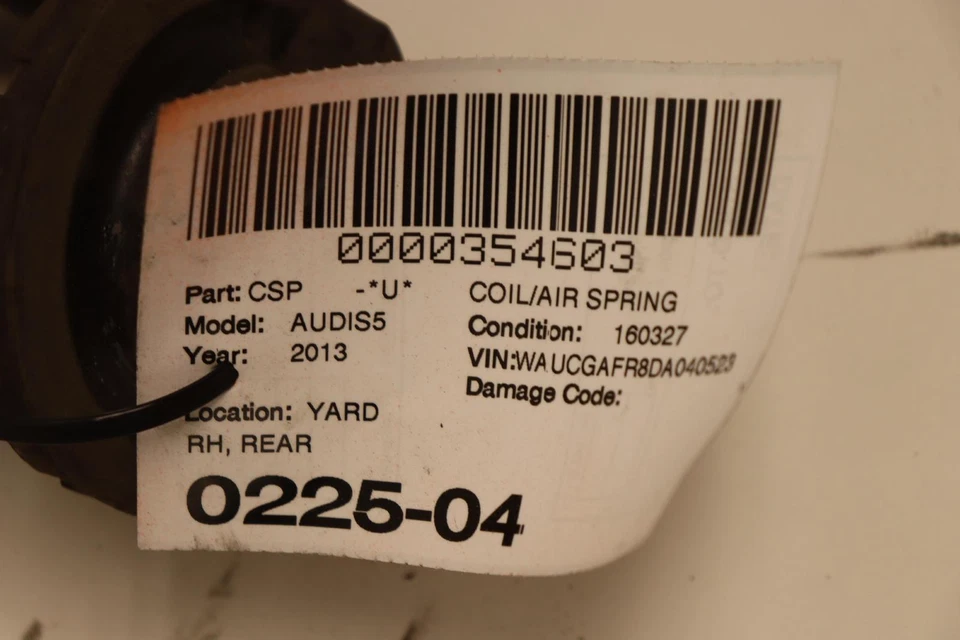 0000354603
Part: CSP -*U* COIL/AIR SPRING
Model: AUDIS5 Condition: 160327
Year: 2013 VIN:WAUCGAFR8DA040523
Damage Code:
Location: YARD
RH, REAR
0225-04